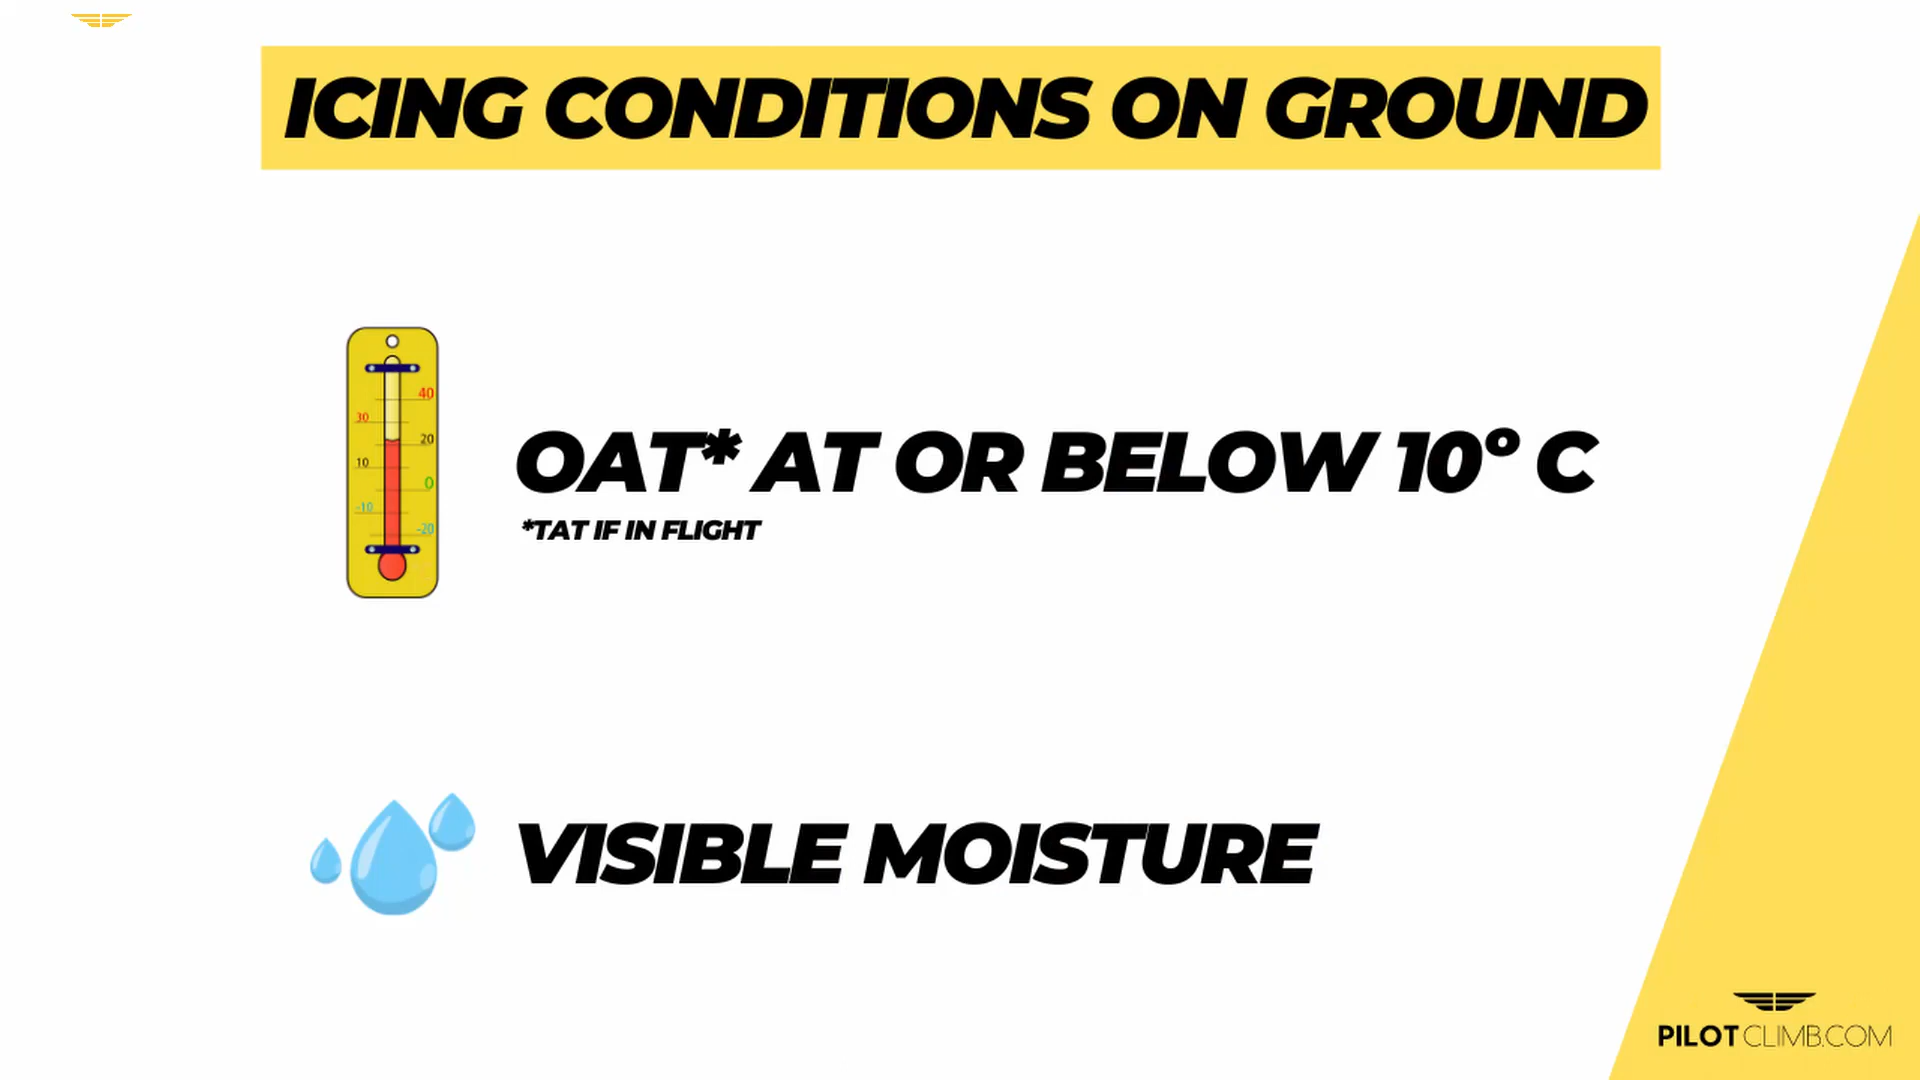 ICING CONDITIONS ON GROUND
40
30
20
10
0
-10
-20
OAT* AT OR BELOW 10º C
*TAT IF IN FLIGHT
VISIBLE MOISTURE
PILOTCLIMB.COM